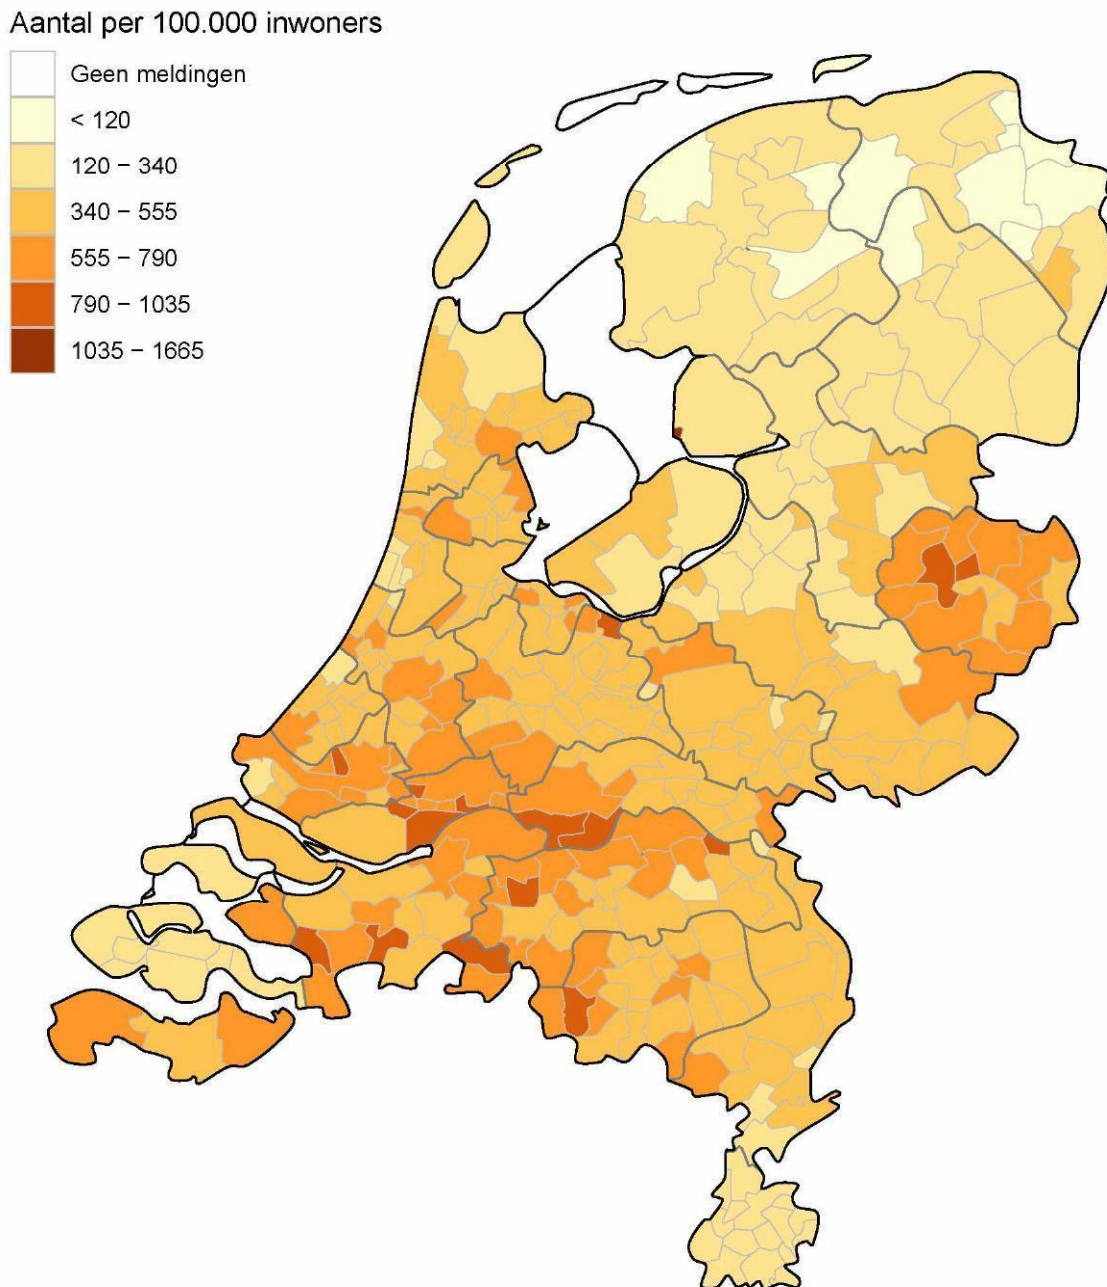 Aantal per 100.000 inwoners
Geen meldingen
< 120
120 − 340
340 − 555
555 − 790
790 − 1035
1035 − 1665